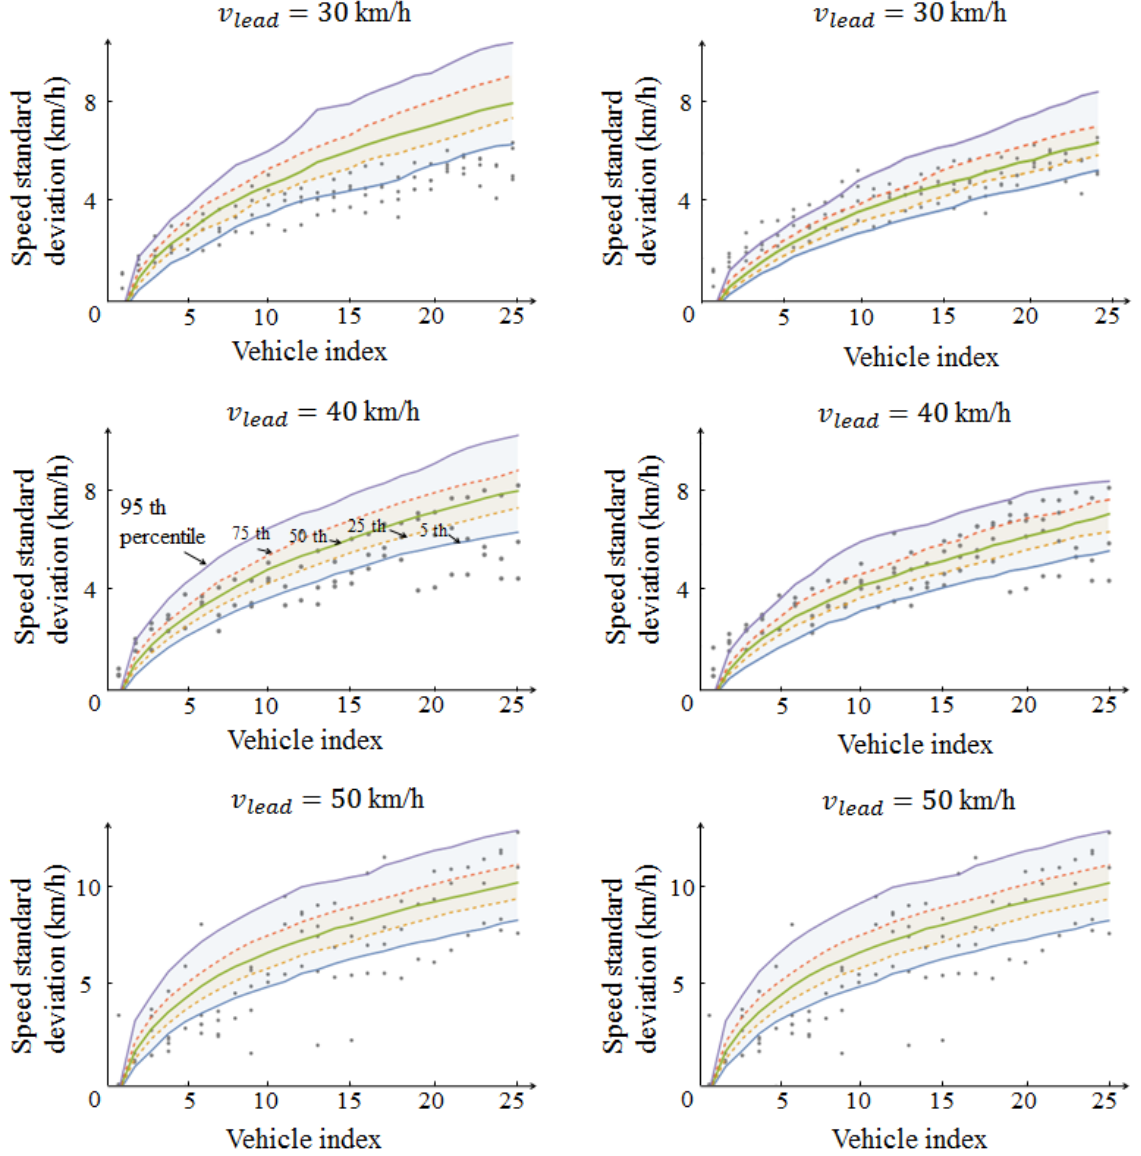 v_lead = 30 km/h
Speed standard
deviation (km/h)
8
4
0
5
10
15
20
25
Vehicle index
v_lead = 30 km/h
Speed standard
deviation (km/h)
8
4
0
5
10
15
20
25
Vehicle index
v_lead = 40 km/h
Speed standard
deviation (km/h)
8
4
0
95 th
percentile
75 th
50 th
25 th
5 th
5
10
15
20
25
Vehicle index
v_lead = 40 km/h
Speed standard
deviation (km/h)
8
4
0
5
10
15
20
25
Vehicle index
v_lead = 50 km/h
Speed standard
deviation (km/h)
10
5
0
5
10
15
20
25
Vehicle index
v_lead = 50 km/h
Speed standard
deviation (km/h)
10
5
0
5
10
15
20
25
Vehicle index